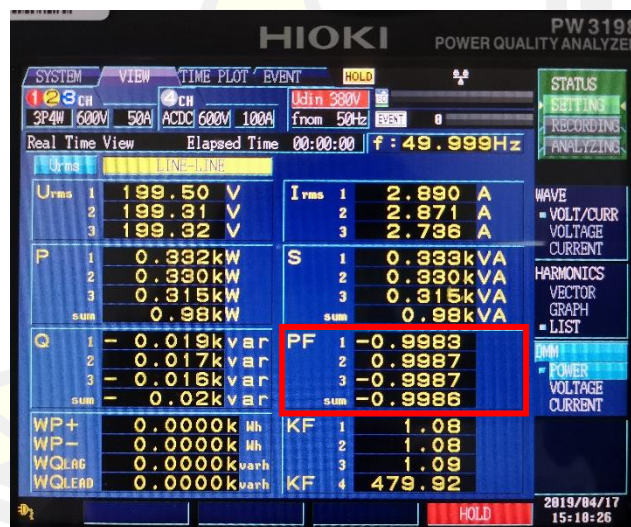 HIOKI
PW 3198
POWER QUALITY ANALYZER
SYSTEM VIEW TIME PLOT EVENT HOLD
STATUS
SETTING
RECORDING
ANALYZING
123CH 4CH Udin 380V
3P4W 600V 50A ACDC 600V 100A fnom 50Hz EVENT 0
Real Time View Elapsed Time 00:00:00 f:49.999Hz
Urms LINE-LINE
Urms 1 199.50 V Irms 1 2.890 A
2 199.31 V 2 2.871 A
3 199.32 V 3 2.736 A
P 1 0.332kW S 1 0.333kVA
2 0.330kW 2 0.330kVA
3 0.315kW 3 0.315kVA
sum 0.98kW sum 0.98kVA
Q 1 - 0.019kvar PF 1 -0.9983
2 0.017kvar 2 0.9987
3 - 0.016kvar 3 -0.9987
sum - 0.02kvar sum -0.9986
WP+ 0.0000k Wh KF 1 1.08
WP- 0.0000k Wh 2 1.08
WQLAG 0.0000k varh 3 1.09
WQLEAD 0.0000k varh KF 4 479.92
WAVE
VOLT/CURR
VOLTAGE
CURRENT
HARMONICS
VECTOR
GRAPH
LIST
DMM
POWER
VOLTAGE
CURRENT
HOLD
2019/04/17
15:18:26